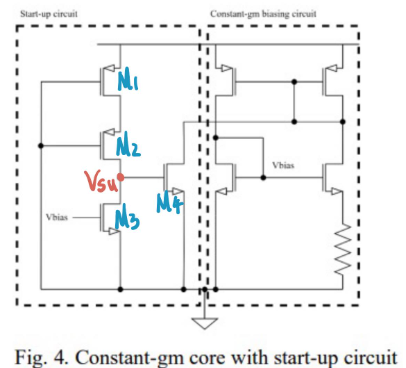 Start-up circuit
Constant-gm biasing circuit
M1
M2
Vsu
M4
Vbias
Vbias
M3
Fig. 4. Constant-gm core with start-up circuit